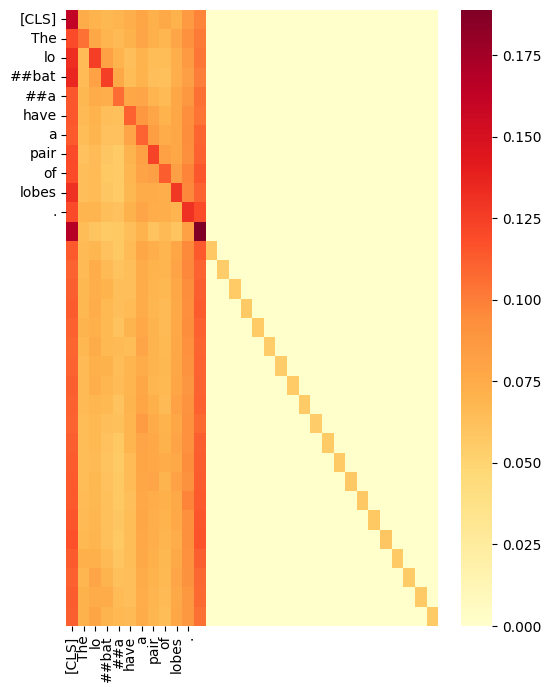 [CLS]
The
lo
##bat
##a
have
a
pair
of
lobes
.
0.175
0.150
0.125
0.100
0.075
0.050
0.025
0.000
[CLS]
The
lo
##bat
##a
have
a
pair
of
lobes
.